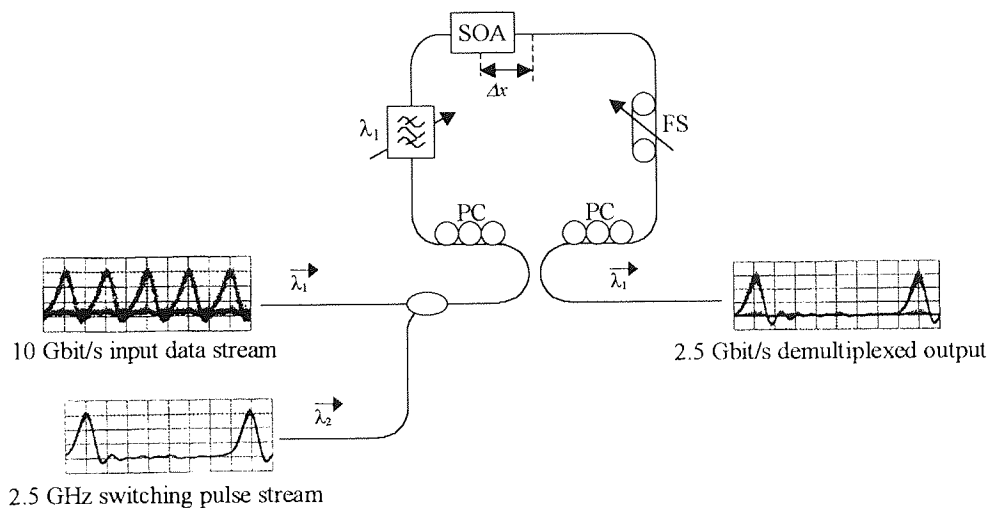 SOA
Δx
λ1
FS
PC
PC
λ1
λ1
10 Gbit/s input data stream
2.5 Gbit/s demultiplexed output
λ2
2.5 GHz switching pulse stream